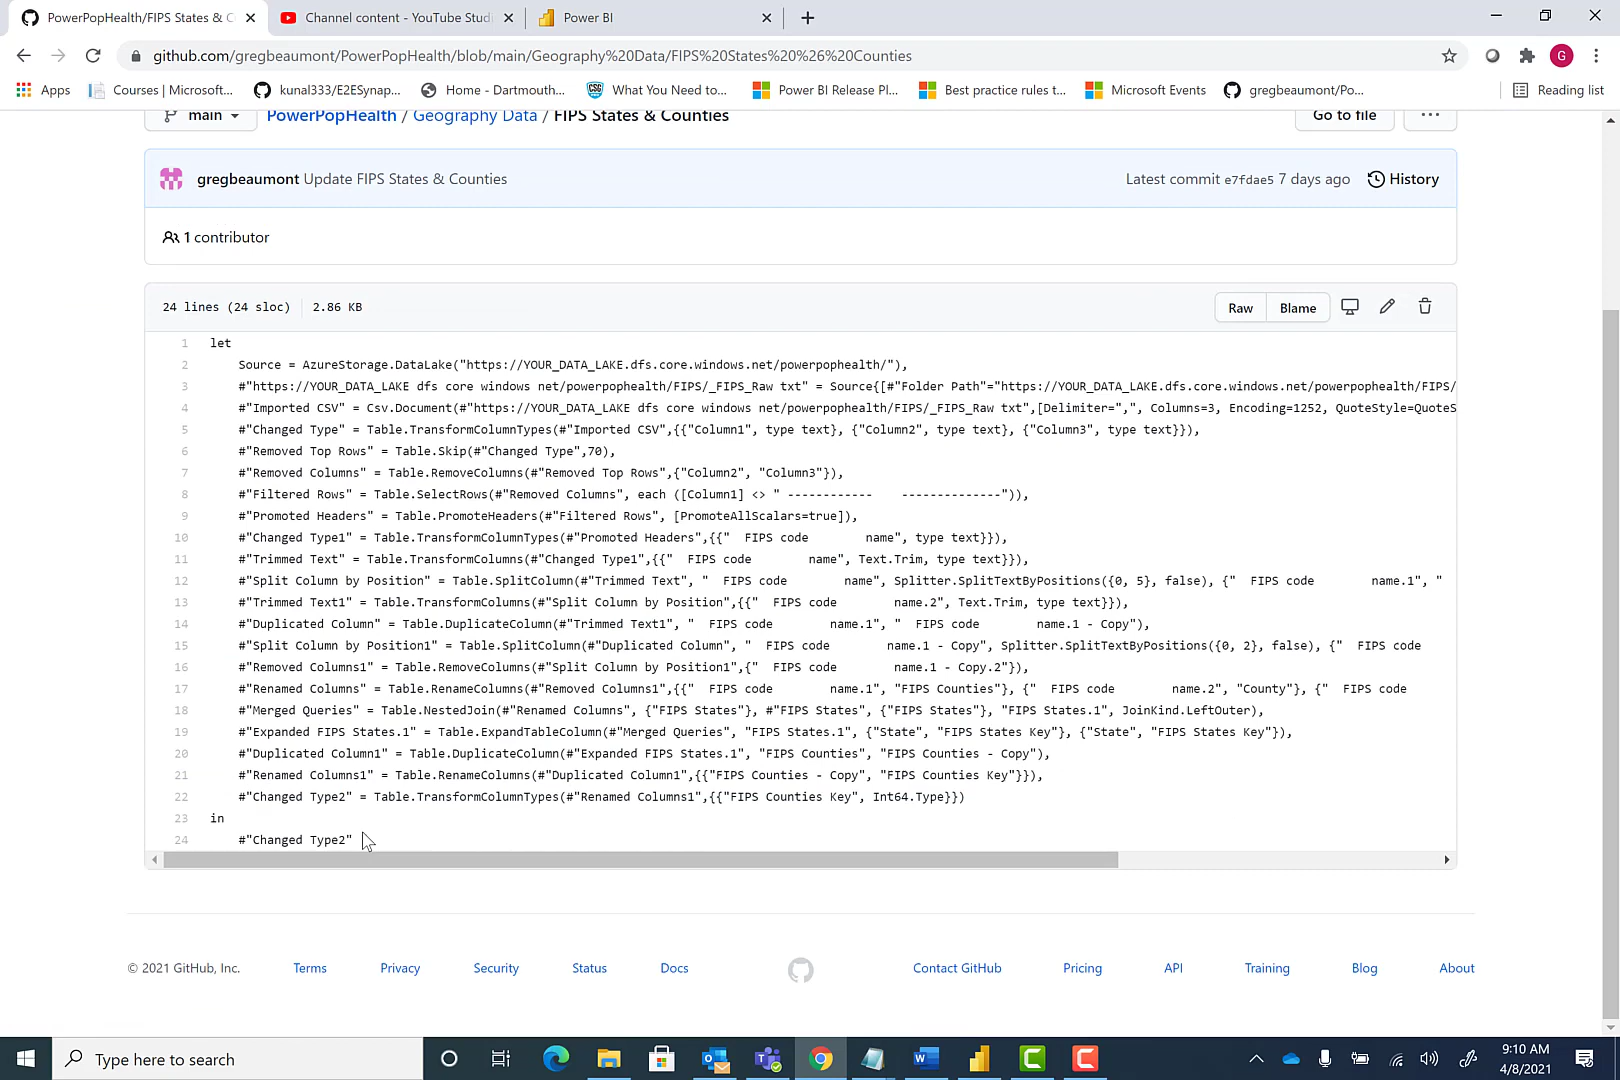 PowerPopHealth/FIPS States & C
Channel content - YouTube Studi
Power BI
github.com/gregbeaumont/PowerPopHealth/blob/main/Geography%20Data/FIPS%20States%20%26%20Counties
G
Apps
Courses | Microsoft...
kunal333/E2ESynap...
Home - Dartmouth...
What You Need to...
Power BI Release Pl...
Best practice rules t...
Microsoft Events
gregbeaumont/Po...
Reading list
main
PowerPopHealth / Geography Data / FIPS States & Counties
Go to file
...
gregbeaumont Update FIPS States & Counties
Latest commit e7fdae5 7 days ago
History
1 contributor
24 lines (24 sloc) 2.86 KB
Raw
Blame
1 let
2 Source = AzureStorage.DataLake("https://YOUR_DATA_LAKE.dfs.core.windows.net/powerpophealth/"),
3 #"https://YOUR_DATA_LAKE dfs core windows net/powerpophealth/FIPS/_FIPS_Raw txt" = Source{[#"Folder Path"="https://YOUR_DATA_LAKE.dfs.core.windows.net/powerpophealth/FIPS/
4 #"Imported CSV" = Csv.Document(#"https://YOUR_DATA_LAKE dfs core windows net/powerpophealth/FIPS/_FIPS_Raw txt",[Delimiter=",", Columns=3, Encoding=1252, QuoteStyle=QuoteS
5 #"Changed Type" = Table.TransformColumnTypes(#"Imported CSV",{{"Column1", type text}, {"Column2", type text}, {"Column3", type text}}),
6 #"Removed Top Rows" = Table.Skip(#"Changed Type",70),
7 #"Removed Columns" = Table.RemoveColumns(#"Removed Top Rows",{"Column2", "Column3"}),
8 #"Filtered Rows" = Table.SelectRows(#"Removed Columns", each ([Column1] <> " ------------    --------------")),
9 #"Promoted Headers" = Table.PromoteHeaders(#"Filtered Rows", [PromoteAllScalars=true]),
10 #"Changed Type1" = Table.TransformColumnTypes(#"Promoted Headers",{{"  FIPS code        name", type text}}),
11 #"Trimmed Text" = Table.TransformColumns(#"Changed Type1",{{"  FIPS code        name", Text.Trim, type text}}),
12 #"Split Column by Position" = Table.SplitColumn(#"Trimmed Text", "  FIPS code        name", Splitter.SplitTextByPositions({0, 5}, false), {"  FIPS code        name.1", "
13 #"Trimmed Text1" = Table.TransformColumns(#"Split Column by Position",{{"  FIPS code        name.2", Text.Trim, type text}}),
14 #"Duplicated Column" = Table.DuplicateColumn(#"Trimmed Text1", "  FIPS code        name.1", "  FIPS code        name.1 - Copy"),
15 #"Split Column by Position1" = Table.SplitColumn(#"Duplicated Column", "  FIPS code        name.1 - Copy", Splitter.SplitTextByPositions({0, 2}, false), {"  FIPS code
16 #"Removed Columns1" = Table.RemoveColumns(#"Split Column by Position1",{"  FIPS code        name.1 - Copy.2"}),
17 #"Renamed Columns" = Table.RenameColumns(#"Removed Columns1",{{"  FIPS code        name.1", "FIPS Counties"}, {"  FIPS code        name.2", "County"}, {"  FIPS code
18 #"Merged Queries" = Table.NestedJoin(#"Renamed Columns", {"FIPS States"}, #"FIPS States", {"FIPS States"}, "FIPS States.1", JoinKind.LeftOuter),
19 #"Expanded FIPS States.1" = Table.ExpandTableColumn(#"Merged Queries", "FIPS States.1", {"State", "FIPS States Key"}, {"State", "FIPS States Key"}),
20 #"Duplicated Column1" = Table.DuplicateColumn(#"Expanded FIPS States.1", "FIPS Counties", "FIPS Counties - Copy"),
21 #"Renamed Columns1" = Table.RenameColumns(#"Duplicated Column1",{{"FIPS Counties - Copy", "FIPS Counties Key"}}),
22 #"Changed Type2" = Table.TransformColumnTypes(#"Renamed Columns1",{{"FIPS Counties Key", Int64.Type}})
23 in
24 #"Changed Type2"
© 2021 GitHub, Inc.
Terms
Privacy
Security
Status
Docs
Contact GitHub
Pricing
API
Training
Blog
About
Type here to search
9:10 AM
4/8/2021